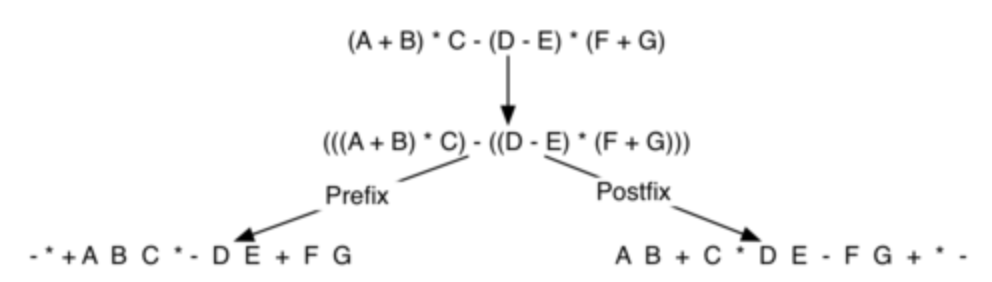 (A + B) * C - (D - E) * (F + G)
(((A + B) * C) - ((D - E) * (F + G)))
Prefix
Postfix
- * + A B C * - D E + F G
A B + C * D E - F G + * -